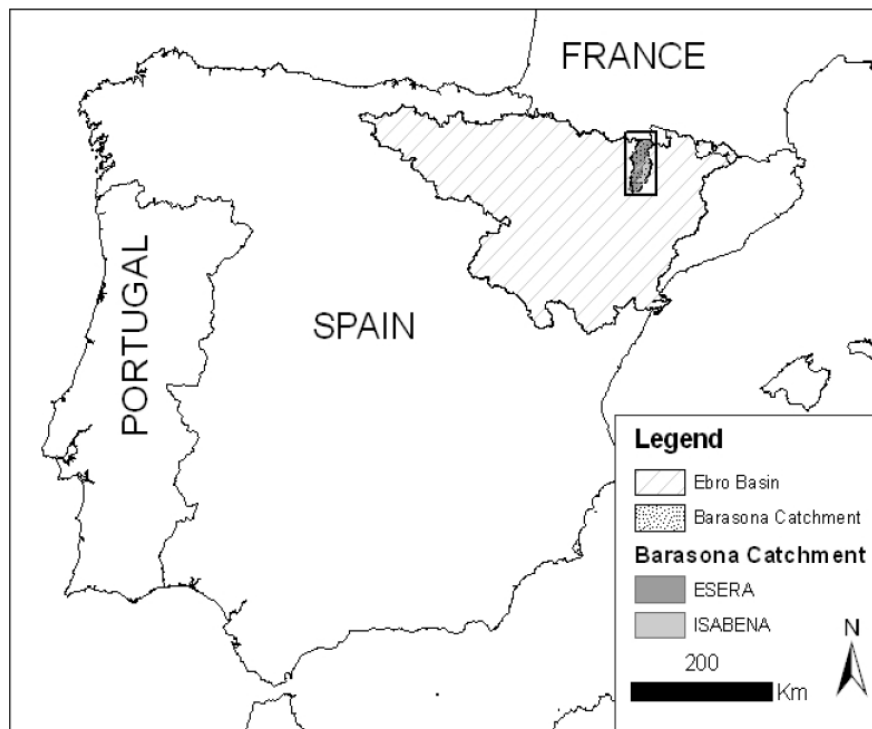 FRANCE
PORTUGAL
SPAIN
Legend
Ebro Basin
Barasona Catchment
Barasona Catchment
ESERA
ISABENA
N
200
Km